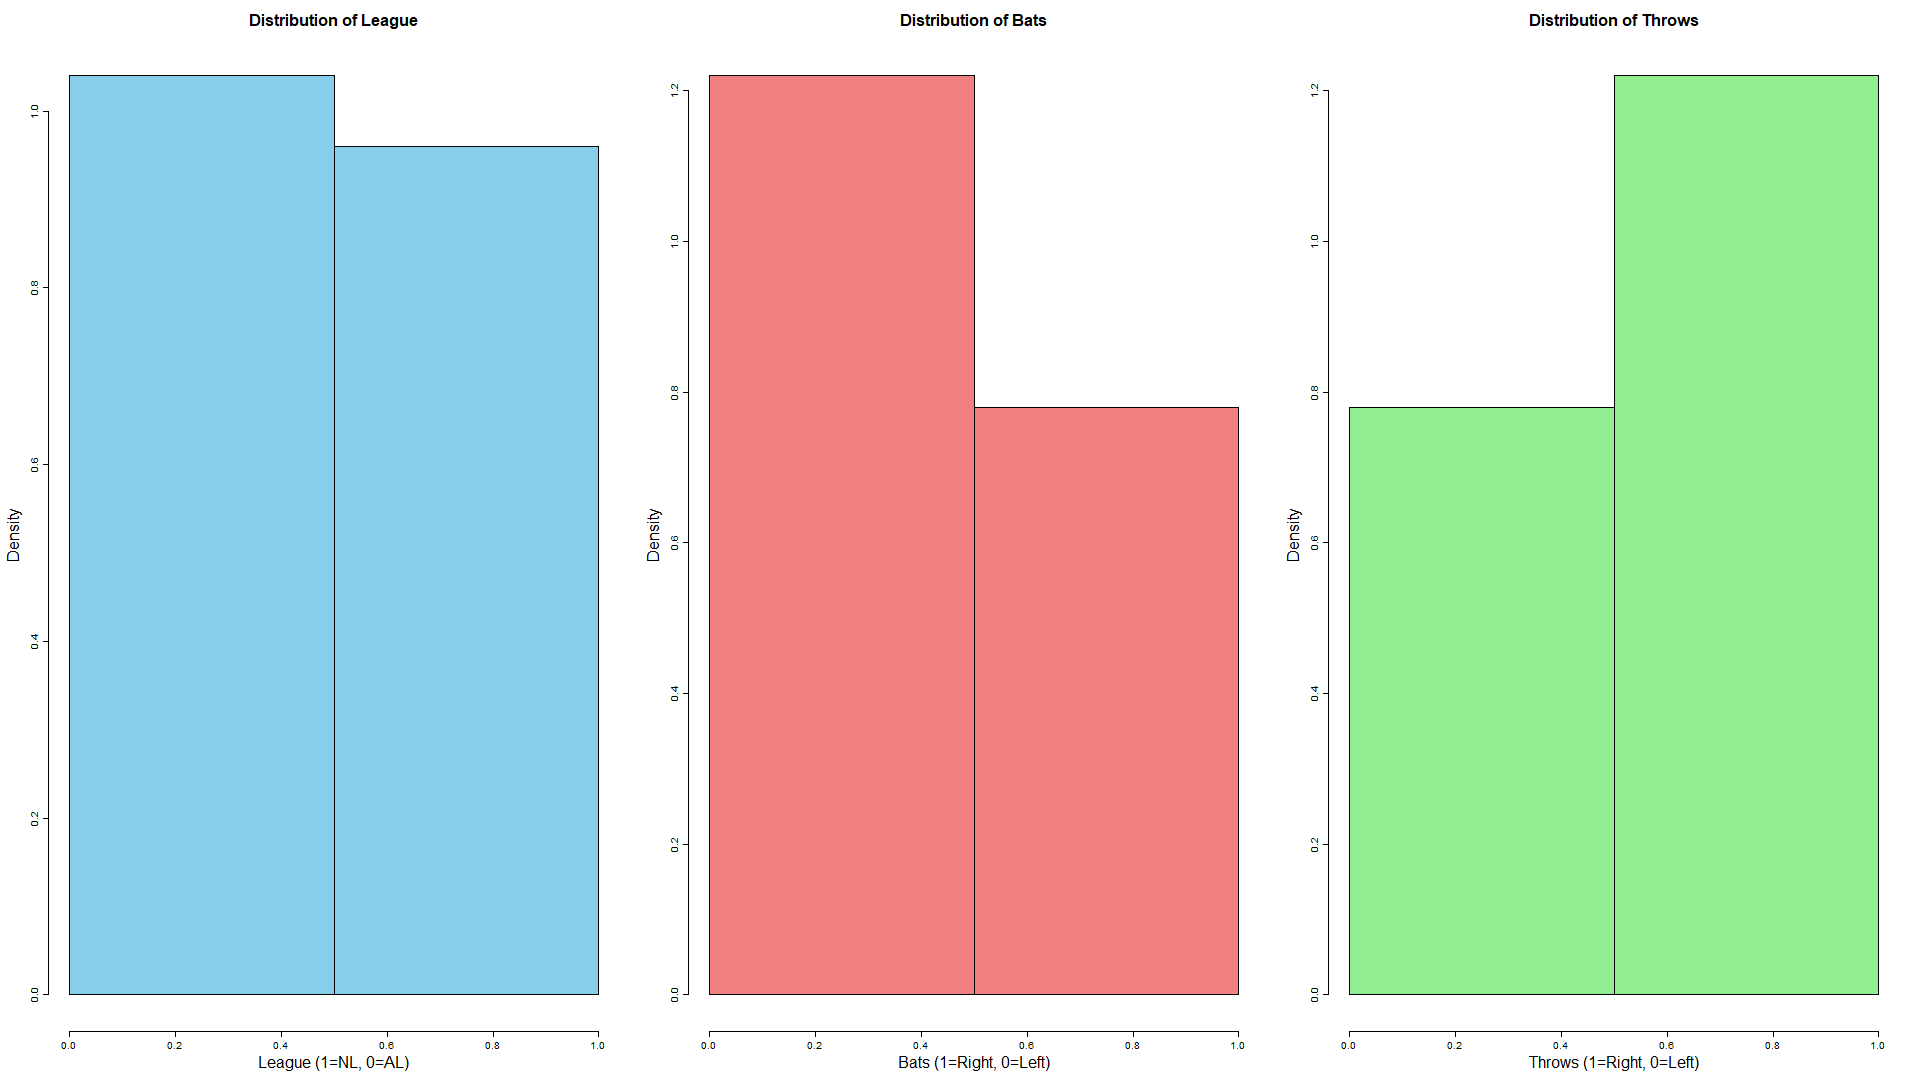 Distribution of League
1.0
0.8
0.6
0.4
0.2
0.0
Density
0.0 0.2 0.4 0.6 0.8 1.0
League (1=NL, 0=AL)
Distribution of Bats
1.2
1.0
0.8
0.6
0.4
0.2
0.0
Density
0.0 0.2 0.4 0.6 0.8 1.0
Bats (1=Right, 0=Left)
Distribution of Throws
1.2
1.0
0.8
0.6
0.4
0.2
0.0
Density
0.0 0.2 0.4 0.6 0.8 1.0
Throws (1=Right, 0=Left)